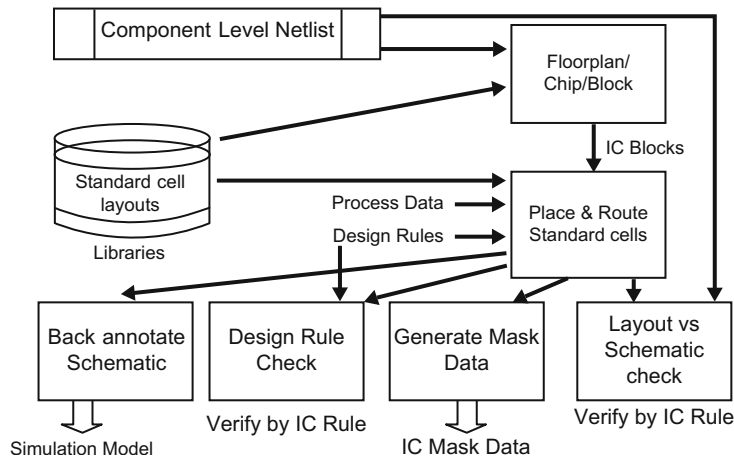 Component Level Netlist
Floorplan/
Chip/Block
IC Blocks
Standard cell
layouts
Libraries
Process Data
Design Rules
Place & Route
Standard cells
Back annotate
Schematic
Design Rule
Check
Generate Mask
Data
Layout vs
Schematic
check
Verify by IC Rule
Verify by IC Rule
Simulation Model
IC Mask Data